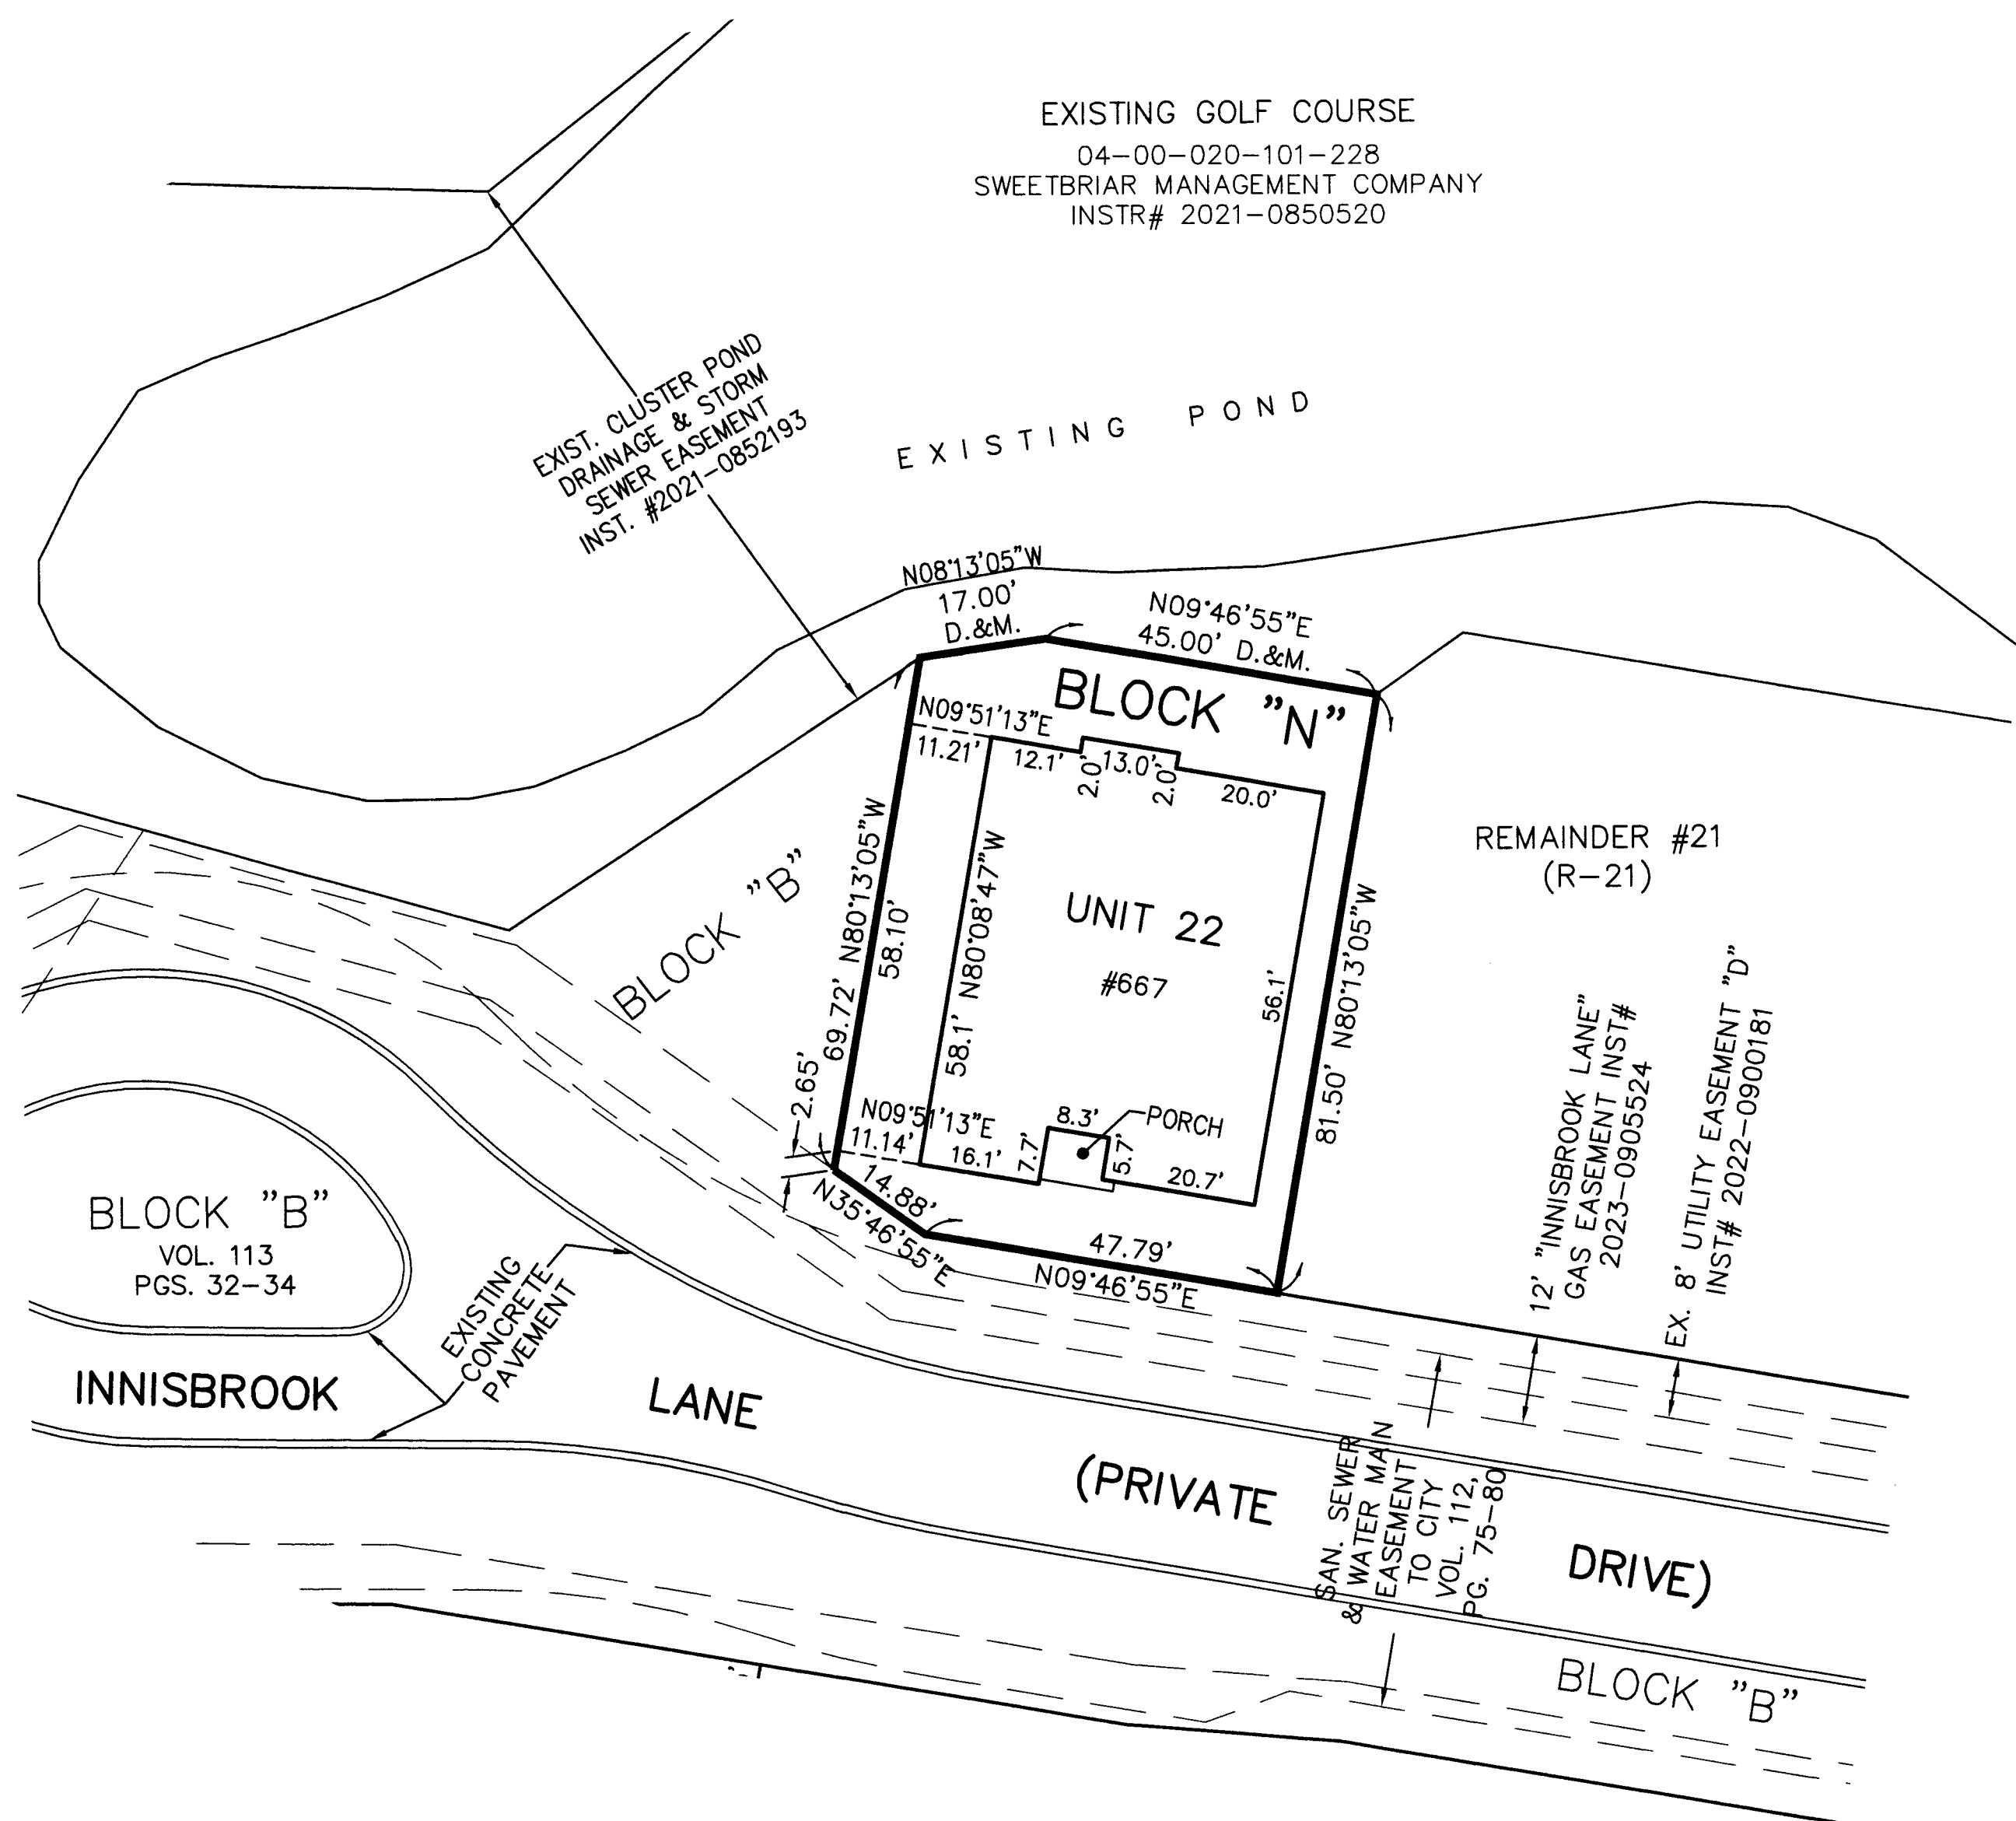 EXISTING GOLF COURSE
04-00-020-101-228
SWEETBRIAR MANAGEMENT COMPANY
INSTR# 2021-0850520
EXIST. CLUSTER POND
DRAINAGE & STORM
SEWER EASEMENT
INST. #2021-0852193
EXISTING POND
N08°13'05"W
17.00'
D.&M.
N09°46'55"E
45.00' D.&M.
BLOCK "N"
N09°51'13"E
11.21'
12.1'
2.0'
13.0'
2.0'
20.0'
REMAINDER #21
(R-21)
BLOCK "B"
69.72' N80°13'05"W
58.10'
58.1' N80°08'47"W
UNIT 22
#667
56.1'
81.50' N80°13'05"W
2.65'
N09°51'13"E
11.14'
16.1'
7.7'
8.3'
PORCH
5.7'
20.7'
14.88'
N35°46'55"E
47.79'
N09°46'55"E
12' "INNISBROOK LANE"
GAS EASEMENT INST#
2023-0905524
EX. 8' UTILITY EASEMENT "D"
INST# 2022-0900181
BLOCK "B"
VOL. 113
PGS. 32-34
EXISTING
CONCRETE
PAVEMENT
INNISBROOK LANE (PRIVATE DRIVE)
SAN. SEWER
& WATER MAIN
EASEMENT
TO CITY
VOL. 112,
PG. 75-80
BLOCK "B"